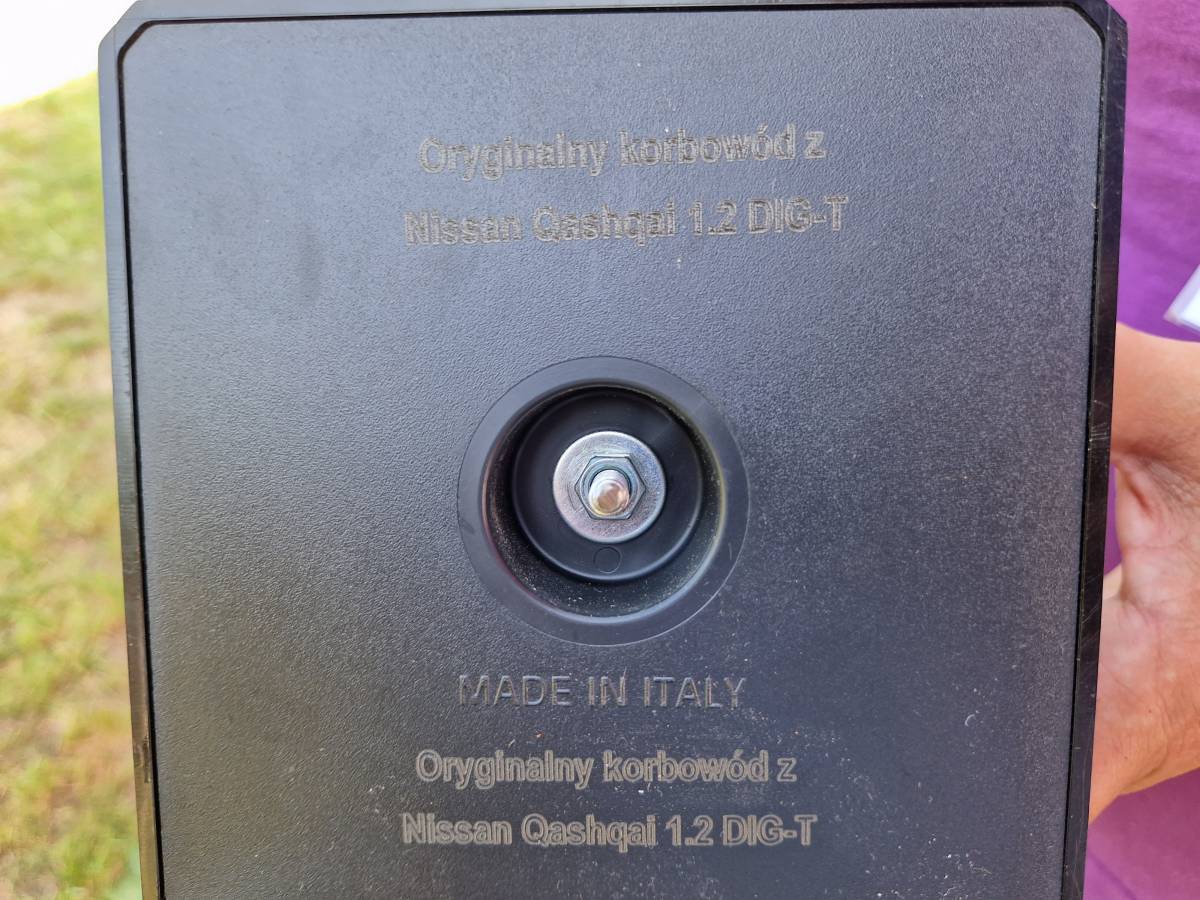 Oryginalny korbowód z
Nissan Qashqai 1.2 DIG-T
MADE IN ITALY
Oryginalny korbowód z
Nissan Qashqai 1.2 DIG-T